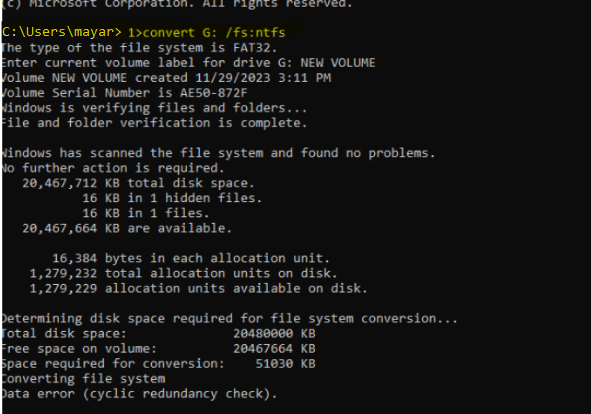 (c) Microsoft Corporation. All rights reserved.
C:\Users\mayar> 1>convert G: /fs:ntfs
The type of the file system is FAT32.
Enter current volume label for drive G: NEW VOLUME
Volume NEW VOLUME created 11/29/2023 3:11 PM
Volume Serial Number is AE50-872F
Windows is verifying files and folders...
File and folder verification is complete.
Windows has scanned the file system and found no problems.
No further action is required.
20,467,712 KB total disk space.
16 KB in 1 hidden files.
16 KB in 1 files.
20,467,664 KB are available.
16,384 bytes in each allocation unit.
1,279,232 total allocation units on disk.
1,279,229 allocation units available on disk.
Determining disk space required for file system conversion...
Total disk space: 20480000 KB
Free space on volume: 20467664 KB
Space required for conversion: 51030 KB
Converting file system
Data error (cyclic redundancy check).